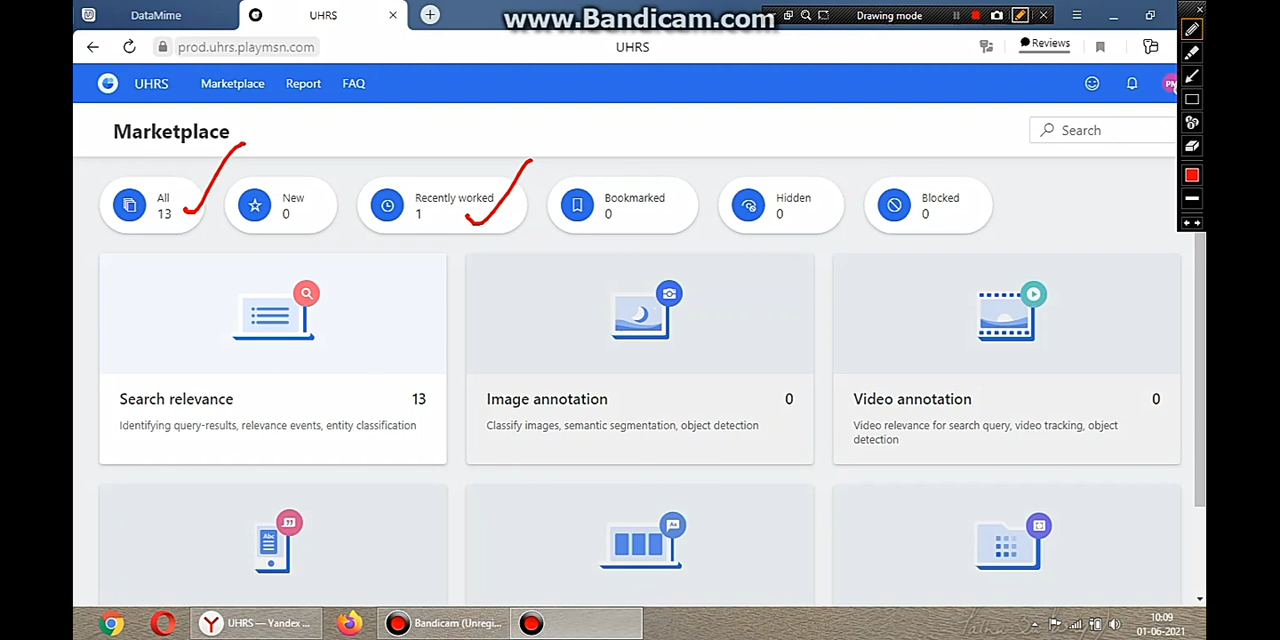 DataMime
UHRS
www.Bandicam.com
Drawing mode
prod.uhrs.playmsn.com
UHRS
Reviews
UHRS
Marketplace
Report
FAQ
PM
Marketplace
Search
All
13
New
0
Recently worked
1
Bookmarked
0
Hidden
0
Blocked
0
Search relevance
13
Identifying query-results, relevance events, entity classification
Image annotation
0
Classify images, semantic segmentation, object detection
Video annotation
0
Video relevance for search query, video tracking, object
detection
Abc
UHRS — Yandex ...
Bandicam (Unregi...
10:09
01-06-2021